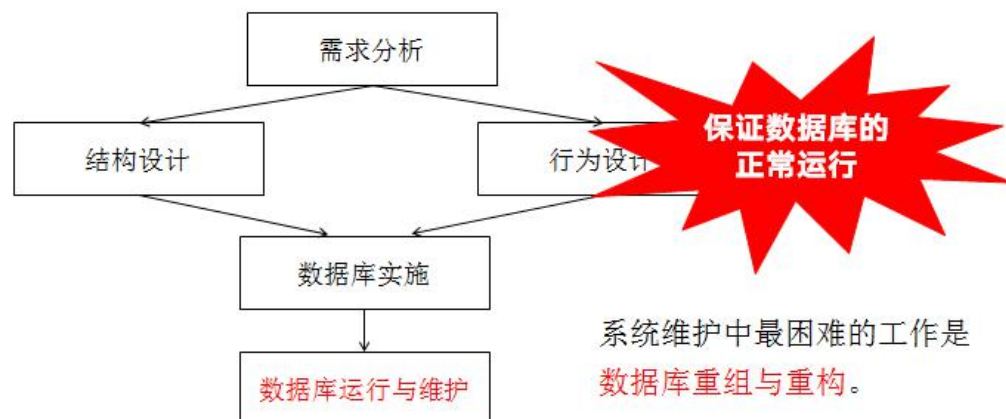 需求分析
保证数据库的
正常运行
结构设计
行为设计
数据库实施
系统维护中最困难的工作是
数据库重组与重构。
数据库运行与维护